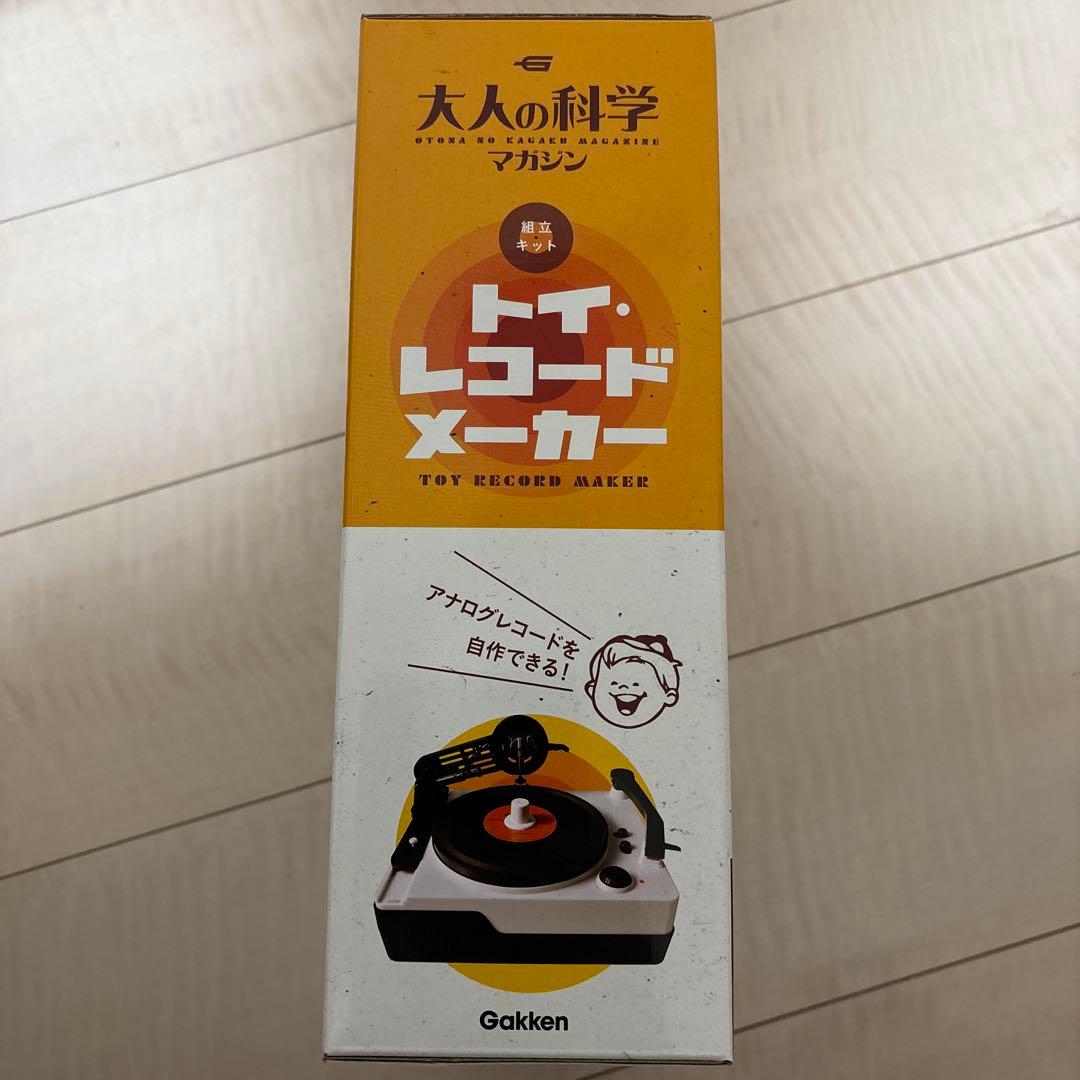 大人の科学
OTONA NO KAGAKU MAGAZINE
マガジン
組立
キット
トイ・
レコード
メーカー
TOY RECORD MAKER
アナログレコードを
自作できる!
Gakken